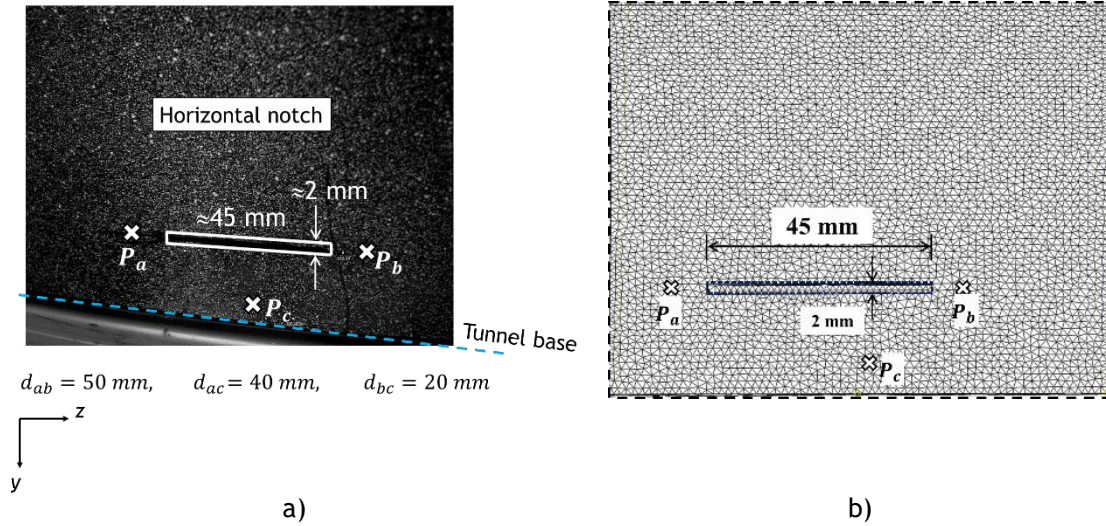 Horizontal notch
≈2 mm
≈45 mm
P_a
P_b
P_c
Tunnel base
d_ab = 50 mm, d_ac = 40 mm, d_bc = 20 mm
z
y
a)
45 mm
P_a
P_b
2 mm
P_c
b)